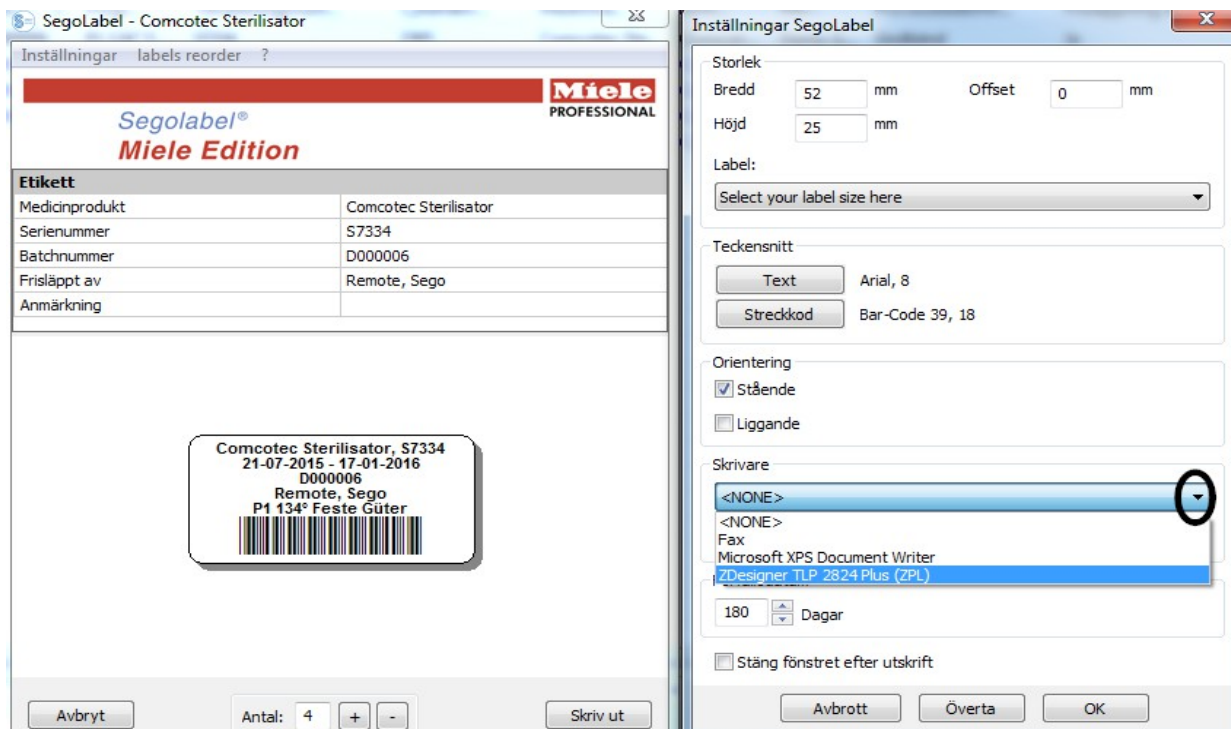 SegoLabel - Comcotec Sterilisator
Inställningar labels reorder ?
Miele
PROFESSIONAL
Segolabel®
Miele Edition
Etikett
Medicinprodukt Comcotec Sterilisator
Serienummer S7334
Batchnummer D000006
Frisläppt av Remote, Sego
Anmärkning
Comcotec Sterilisator, S7334
21-07-2015 - 17-01-2016
D000006
Remote, Sego
P1 134° Feste Güter
Avbryt Antal: 4 + - Skriv ut
Inställningar SegoLabel
Storlek
Bredd 52 mm Offset 0 mm
Höjd 25 mm
Label:
Select your label size here
Teckensnitt
Text Arial, 8
Streckkod Bar-Code 39, 18
Orientering
Stående
Liggande
Skrivare
<NONE>
<NONE>
Fax
Microsoft XPS Document Writer
ZDesigner TLP 2824 Plus (ZPL)
180 Dagar
Stäng fönstret efter utskrift
Avbrott Överta OK